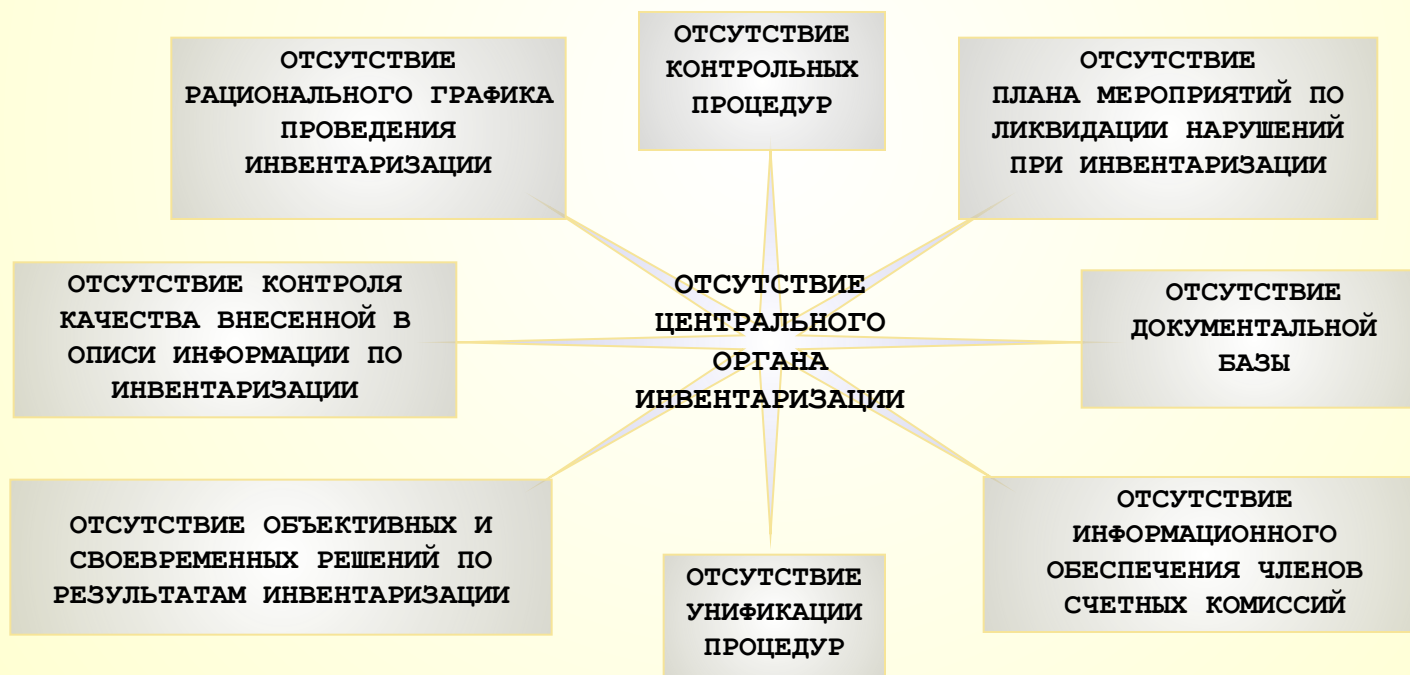 ОТСУТСТВИЕ
РАЦИОНАЛЬНОГО ГРАФИКА
ПРОВЕДЕНИЯ
ИНВЕНТАРИЗАЦИИ
ОТСУТСТВИЕ
КОНТРОЛЬНЫХ
ПРОЦЕДУР
ОТСУТСТВИЕ
ПЛАНА МЕРОПРИЯТИЙ ПО
ЛИКВИДАЦИИ НАРУШЕНИЙ
ПРИ ИНВЕНТАРИЗАЦИИ
ОТСУТСТВИЕ КОНТРОЛЯ
КАЧЕСТВА ВНЕСЕННОЙ В
ОПИСИ ИНФОРМАЦИИ ПО
ИНВЕНТАРИЗАЦИИ
ОТСУТСТВИЕ
ЦЕНТРАЛЬНОГО
ОРГАНА
ИНВЕНТАРИЗАЦИИ
ОТСУТСТВИЕ
ДОКУМЕНТАЛЬНОЙ
БАЗЫ
ОТСУТСТВИЕ ОБЪЕКТИВНЫХ И
СВОЕВРЕМЕННЫХ РЕШЕНИЙ ПО
РЕЗУЛЬТАТАМ ИНВЕНТАРИЗАЦИИ
ОТСУТСТВИЕ
УНИФИКАЦИИ
ПРОЦЕДУР
ОТСУТСТВИЕ
ИНФОРМАЦИОННОГО
ОБЕСПЕЧЕНИЯ ЧЛЕНОВ
СЧЕТНЫХ КОМИССИЙ